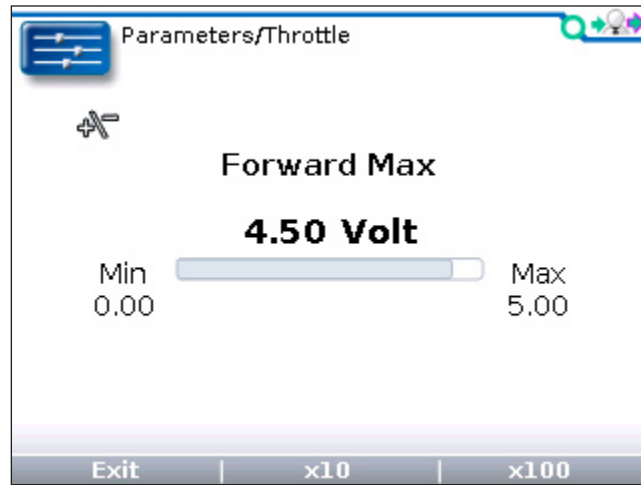 Parameters/Throttle
Forward Max
4.50 Volt
Min
0.00
Max
5.00
Exit | x10 | x100